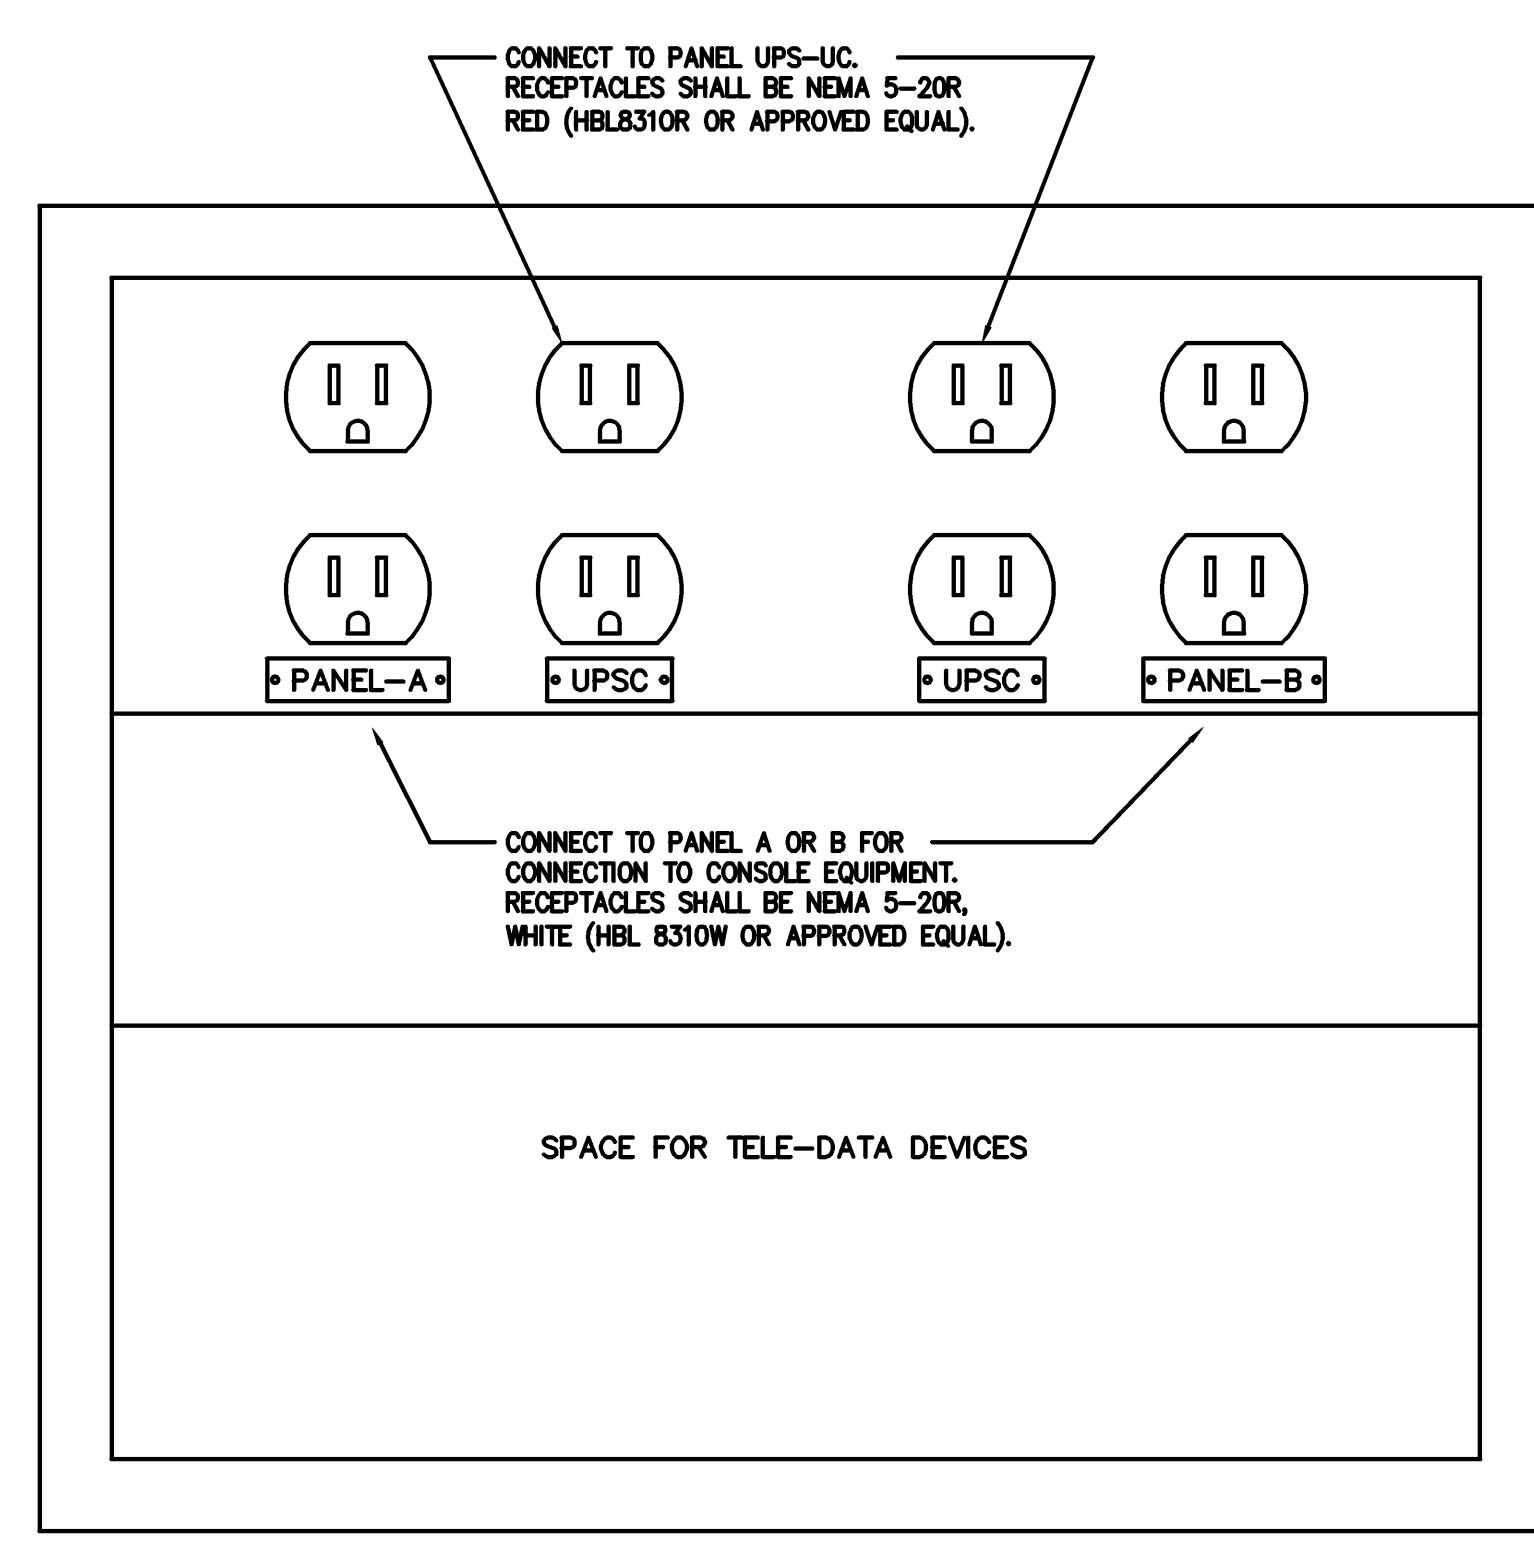 CONNECT TO PANEL UPS-UC.
RECEPTACLES SHALL BE NEMA 5-20R
RED (HBL8310R OR APPROVED EQUAL).
PANEL-A
UPSC
UPSC
PANEL-B
CONNECT TO PANEL A OR B FOR
CONNECTION TO CONSOLE EQUIPMENT.
RECEPTACLES SHALL BE NEMA 5-20R,
WHITE (HBL 8310W OR APPROVED EQUAL).
SPACE FOR TELE-DATA DEVICES